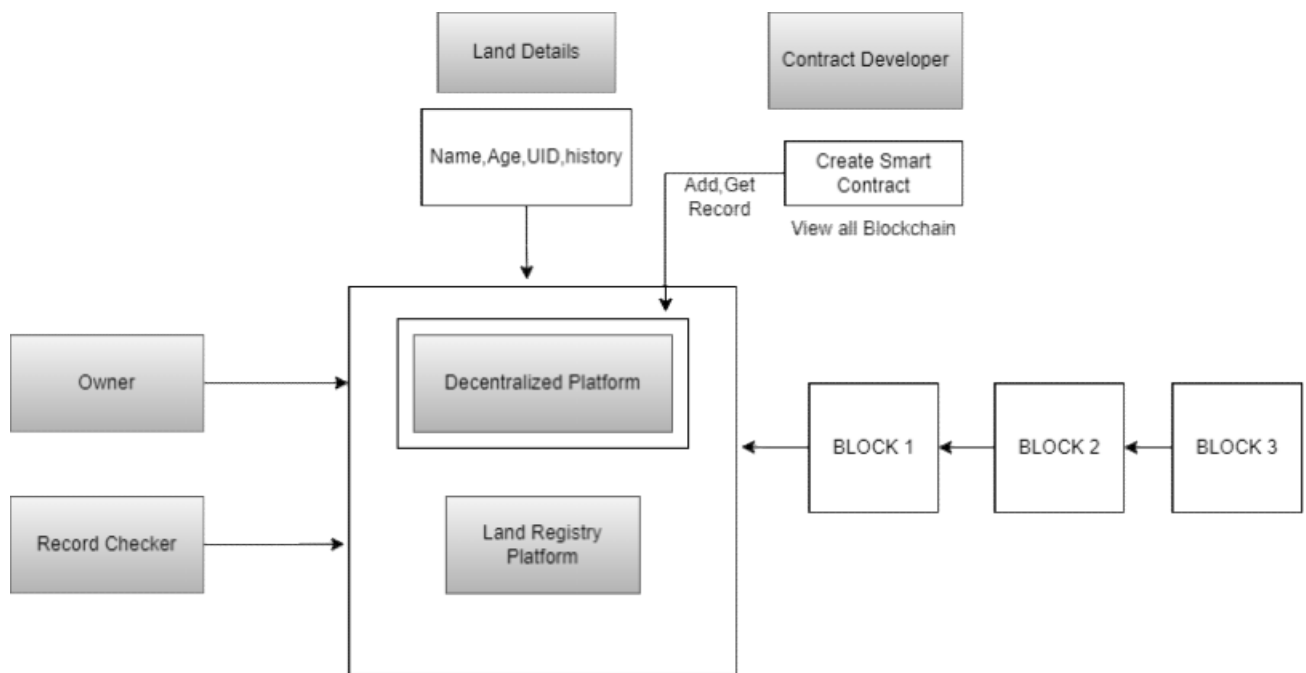 Land Details
Contract Developer
Name,Age,UID,history
Create Smart
Contract
Add,Get
Record
View all Blockchain
Owner
Decentralized Platform
BLOCK 1
BLOCK 2
BLOCK 3
Record Checker
Land Registry
Platform